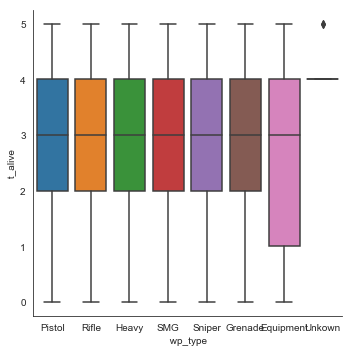 5
4
3
2
1
0
t_alive
Pistol Rifle Heavy SMG Sniper Grenade Equipment Unkown
wp_type